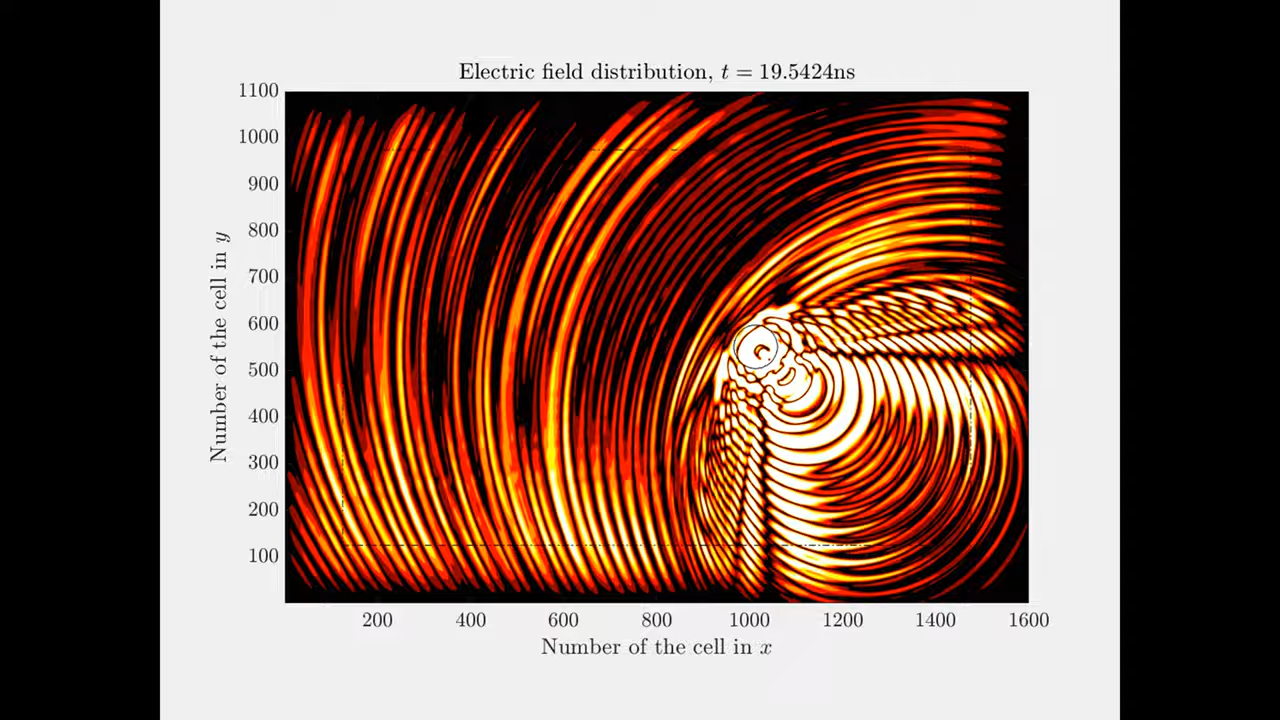 Electric field distribution, t = 19.5424ns
1100
1000
900
800
700
600
500
400
300
200
100
Number of the cell in y
200 400 600 800 1000 1200 1400 1600
Number of the cell in x